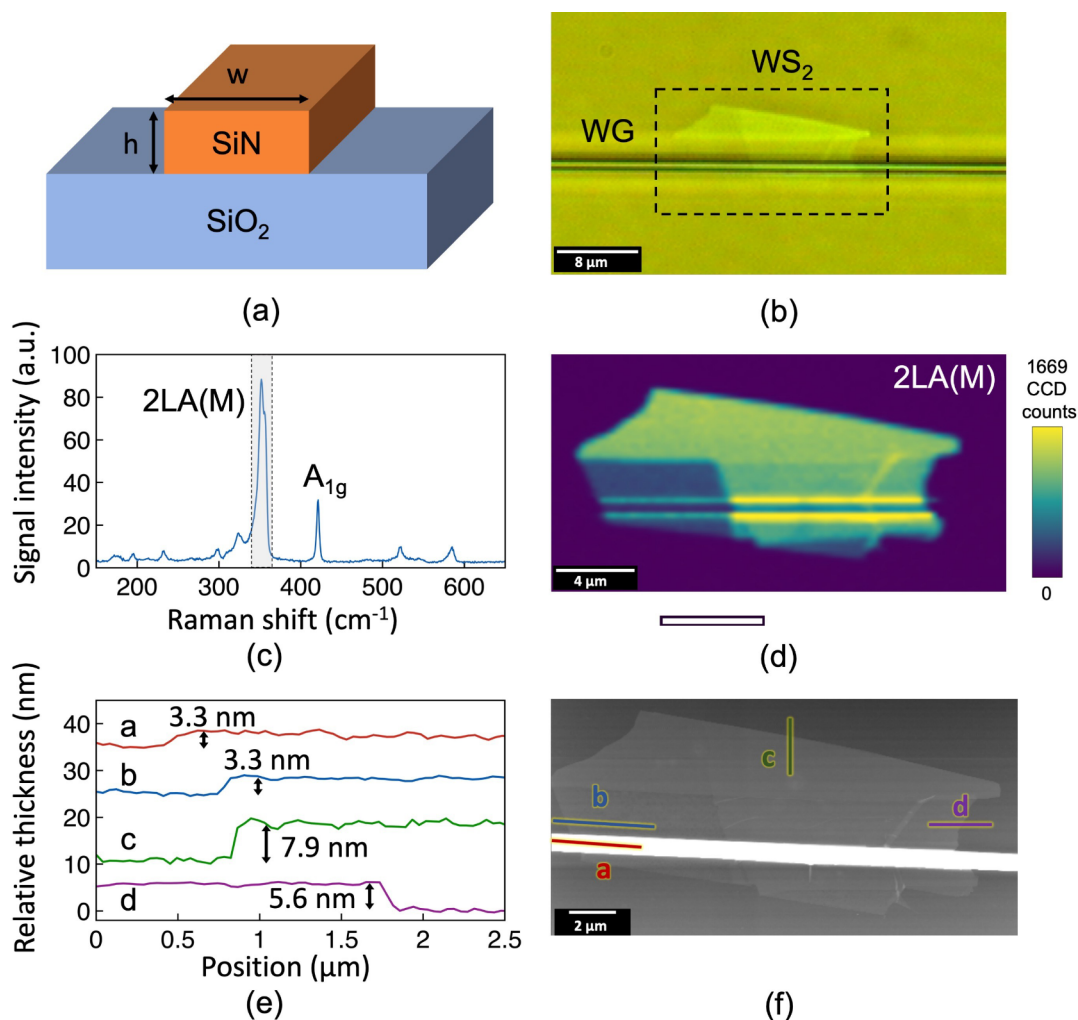 w
h
SiN
SiO₂
(a)
WS₂
WG
8 µm
(b)
Signal intensity (a.u.)
100
80
60
40
20
0
2LA(M)
A₁g
200 300 400 500 600
Raman shift (cm⁻¹)
(c)
2LA(M)
4 µm
1669
CCD
counts
0
(d)
Relative thickness (nm)
40
30
20
10
0
a
3.3 nm
b
3.3 nm
c
7.9 nm
d
5.6 nm
0 0.5 1 1.5 2 2.5
Position (µm)
(e)
c
b
d
a
2 µm
(f)